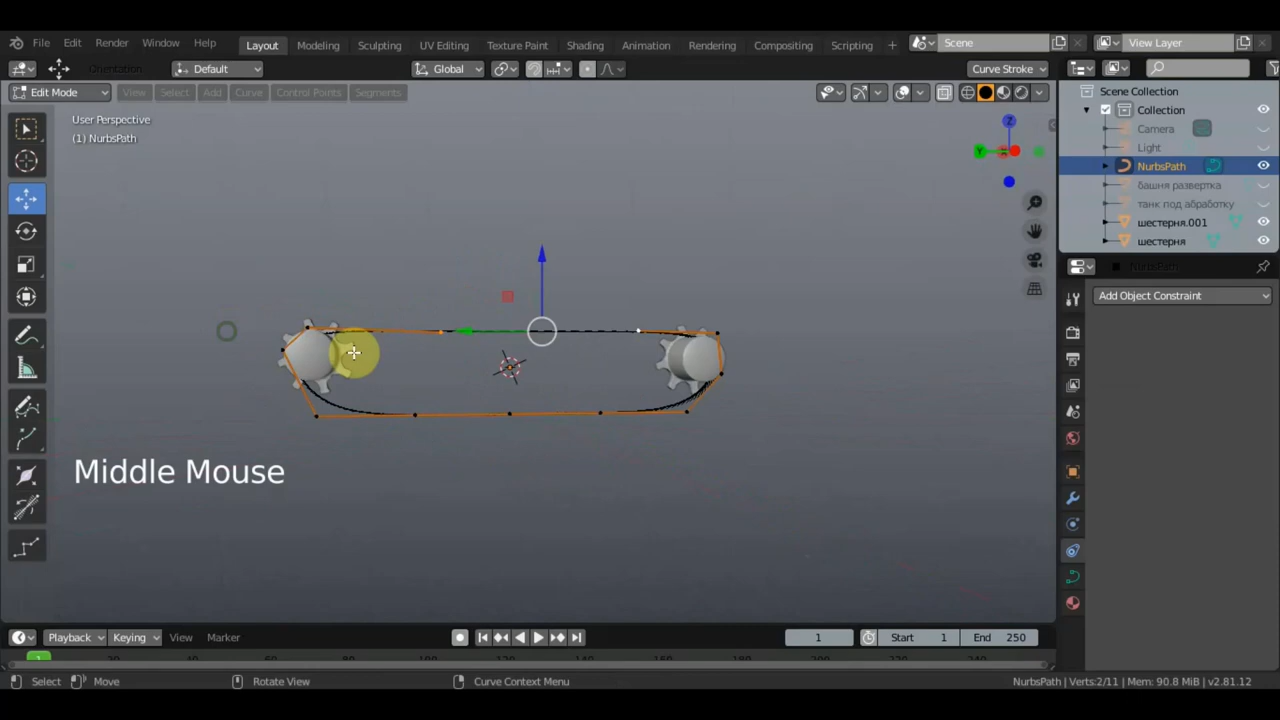 File Edit Render Window Help Layout Modeling Sculpting UV Editing Texture Paint Shading Animation Rendering Compositing Scripting + Scene View Layer
Default Global Curve Stroke
Edit Mode View Select Add Curve Control Points Segments
User Perspective
(1) NurbsPath
Z
Y
Scene Collection
Collection
Camera
Light
NurbsPath
башня развертка
танк под абработку
шестерня.001
шестерня
NurbsPath
Add Object Constraint
Middle Mouse
Playback Keying View Marker 1 Start 1 End 250
1
Select Move Rotate View Curve Context Menu NurbsPath | Verts:2/11 | Mem: 90.8 MiB | v2.81.12